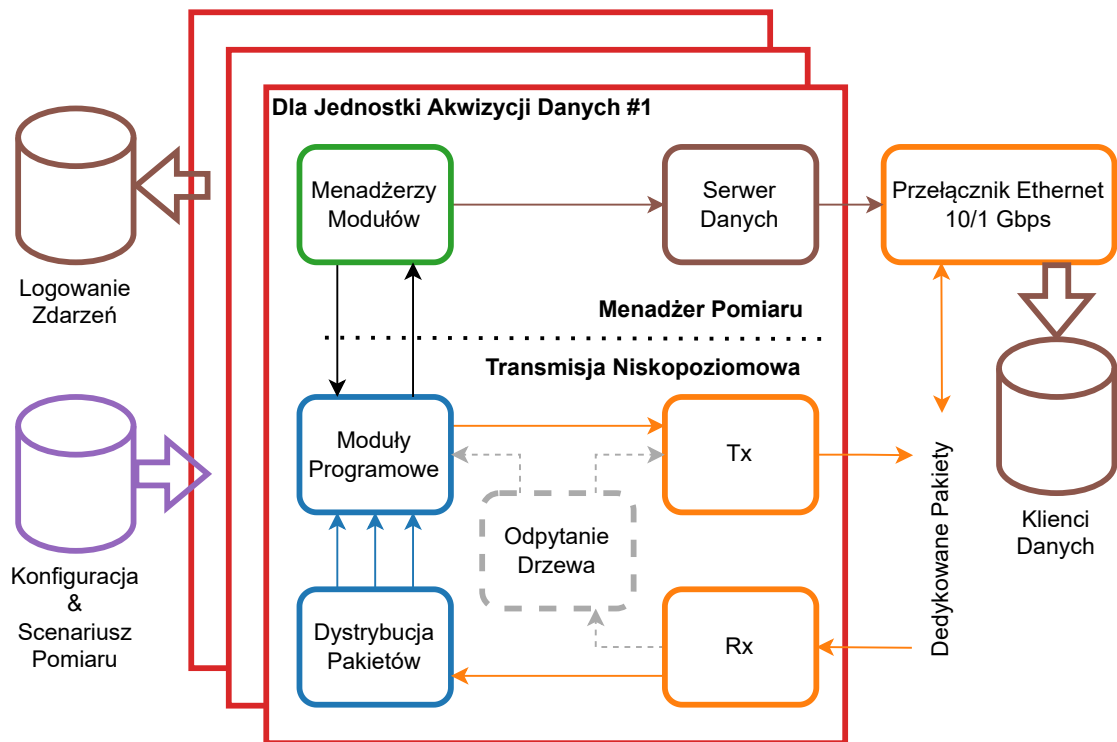 Dla Jednostki Akwizycji Danych #1
Menadżerzy
Modułów
Serwer
Danych
Przełącznik Ethernet
10/1 Gbps
Logowanie
Zdarzeń
Menadżer Pomiaru
Transmisja Niskopoziomowa
Moduły
Programowe
Tx
Odpytanie
Drzewa
Dedykowane Pakiety
Klienci
Danych
Konfiguracja
&
Scenariusz
Pomiaru
Dystrybucja
Pakietów
Rx